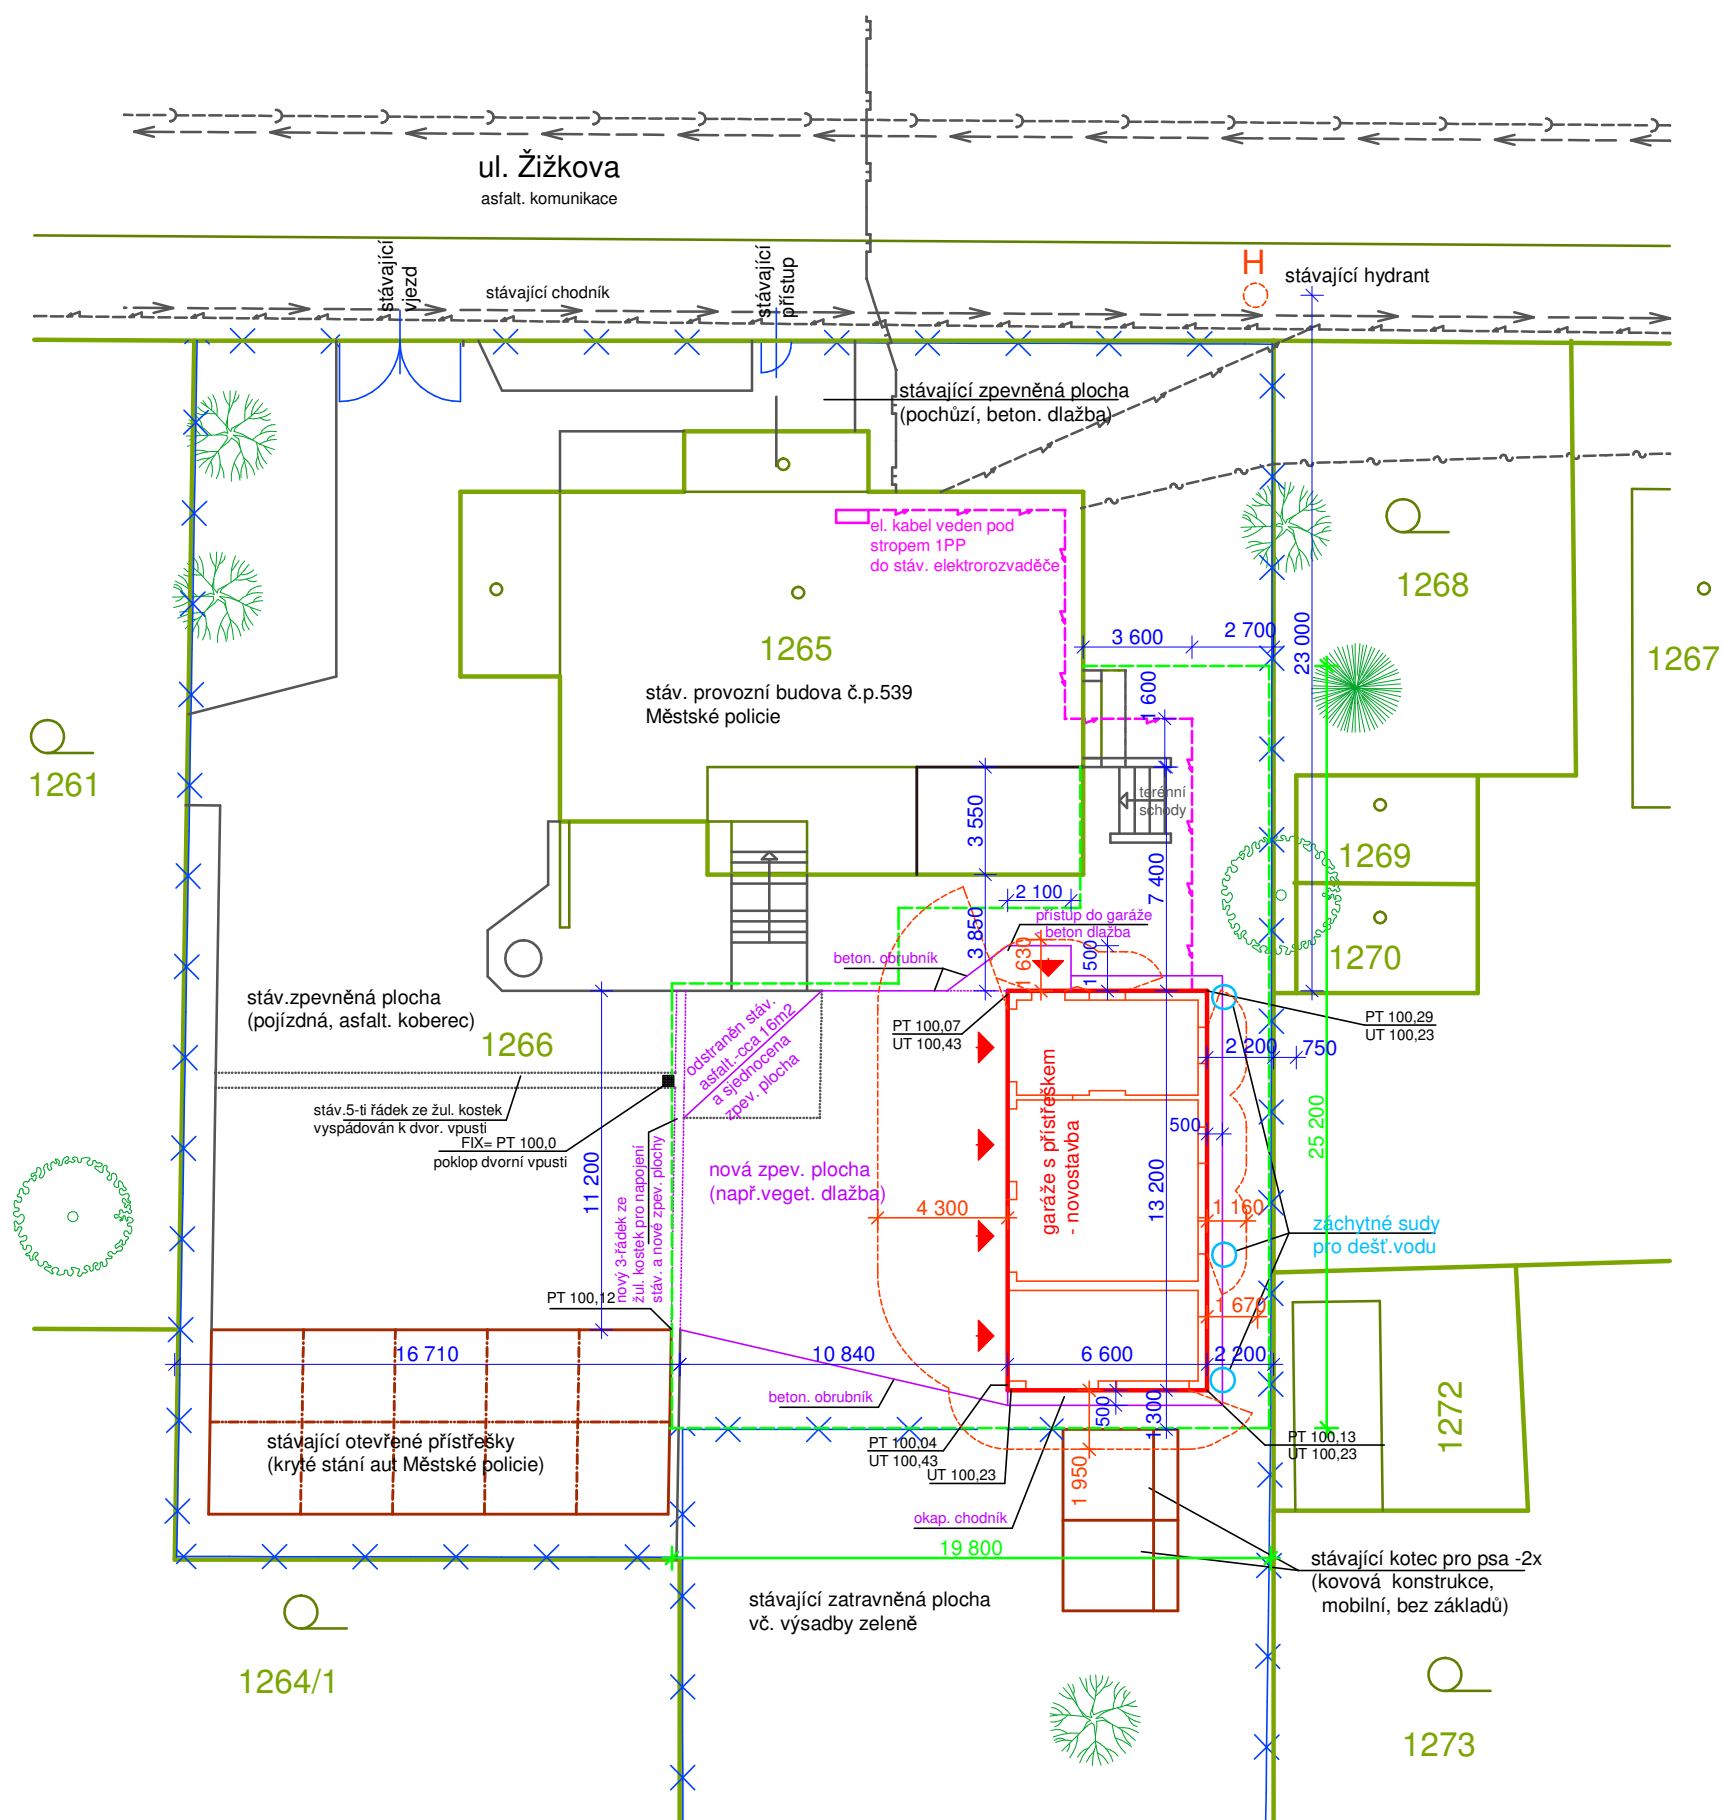 ul. Žižkova
asfalt. komunikace
stávající
vjezd
stávající chodník
stávající
přístup
H
stávající hydrant
stávající zpevněná plocha
(pochůzí, beton. dlažba)
el. kabel veden pod
stropem 1PP
do stáv. elektrorozvaděče
1268
1265
3 600
2 700
23 000
1267
stáv. provozní budova č.p.539
Městské policie
1 600
1261
terénní
schody
3 550
1269
7 400
2 100
přístup do garáže
beton dlažba
3 850
1 630
1 500
1270
beton. obrubník
stáv.zpevněná plocha
(pojízdná, asfalt. koberec)
1266
odstraněn stáv.
asfalt.-cca 16m2
a sjednocena
zpev. plocha
PT 100,07
UT 100,43
PT 100,29
UT 100,23
2 200
750
stáv.5-ti řádek ze žul. kostek
vyspádován k dvor. vpusti
FIX= PT 100,0
poklop dvorní vpusti
500
25 200
garáže s přístřeškem
- novostavba
nová zpev. plocha
(např.veget. dlažba)
11 200
nový 3-řádek ze
žul. kostek pro napojení
stáv. a nové zpev. plochy
4 300
13 200
1 160
záchytné sudy
pro dešť.vodu
PT 100,12
1 670
16 710
10 840
6 600
2 200
beton. obrubník
500
1 300
1272
stávající otevřené přístřešky
(kryté stání aut Městské policie)
PT 100,04
UT 100,43
UT 100,23
PT 100,13
UT 100,23
1 950
okap. chodník
19 800
stávající kotec pro psa -2x
(kovová konstrukce,
mobilní, bez základů)
stávající zatravněná plocha
vč. výsadby zeleně
1264/1
1273